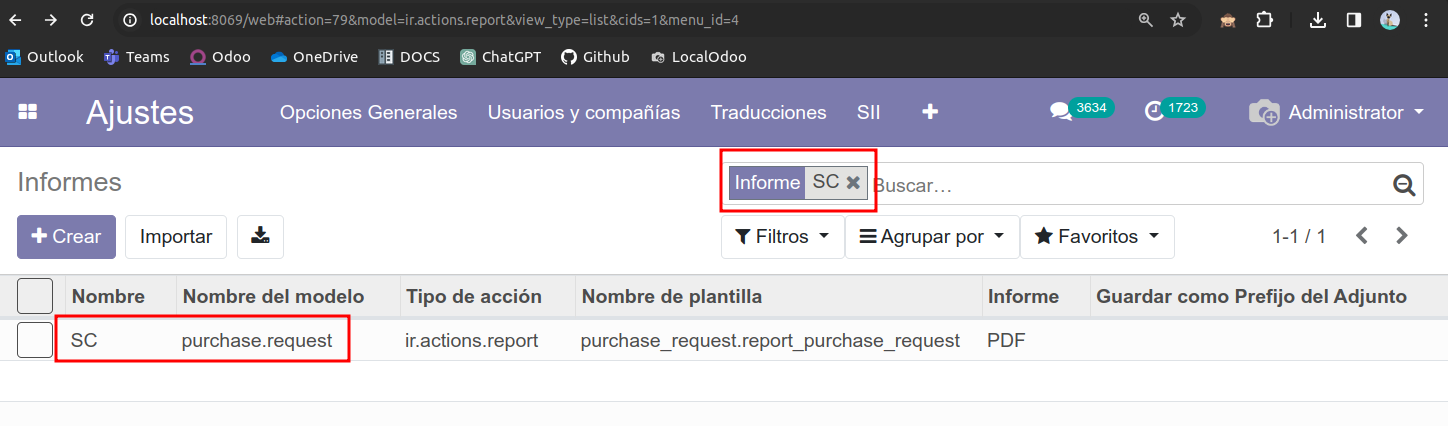 localhost:8069/web#action=79&model=ir.actions.report&view_type=list&cids=1&menu_id=4
Outlook Teams Odoo OneDrive DOCS ChatGPT Github LocalOdoo
Ajustes Opciones Generales Usuarios y compañías Traducciones SII 3634 1723 Administrator
Informes Informe SC Buscar...
Crear Importar Filtros Agrupar por Favoritos 1-1 / 1
Nombre Nombre del modelo Tipo de acción Nombre de plantilla Informe Guardar como Prefijo del Adjunto
SC purchase.request ir.actions.report purchase_request.report_purchase_request PDF